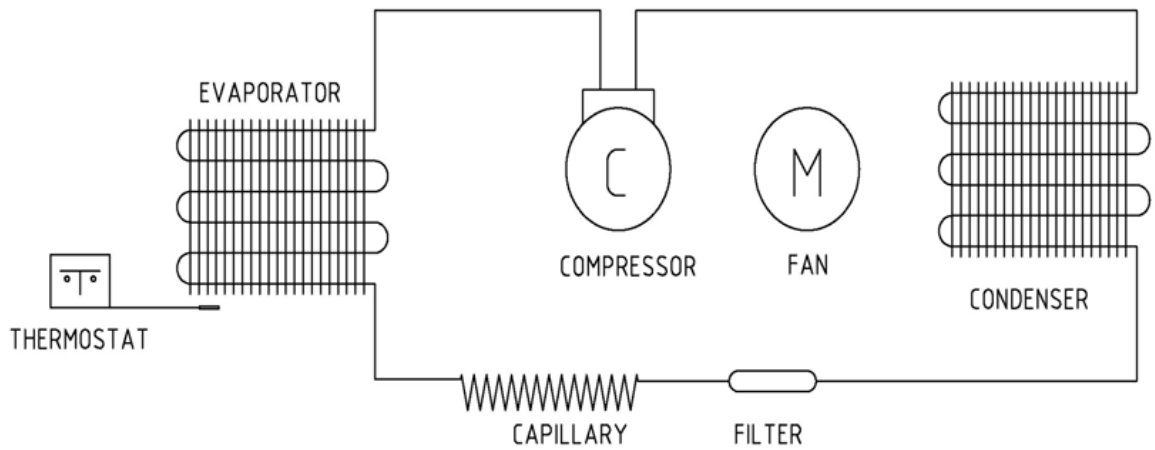 EVAPORATOR
C
M
COMPRESSOR
FAN
CONDENSER
T
THERMOSTAT
CAPILLARY
FILTER